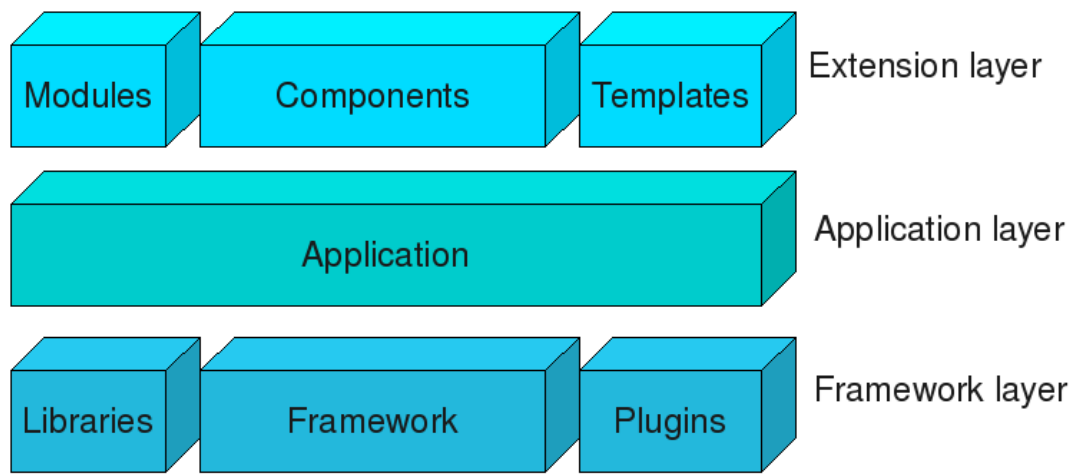 Modules
Components
Templates
Extension layer
Application
Application layer
Libraries
Framework
Plugins
Framework layer